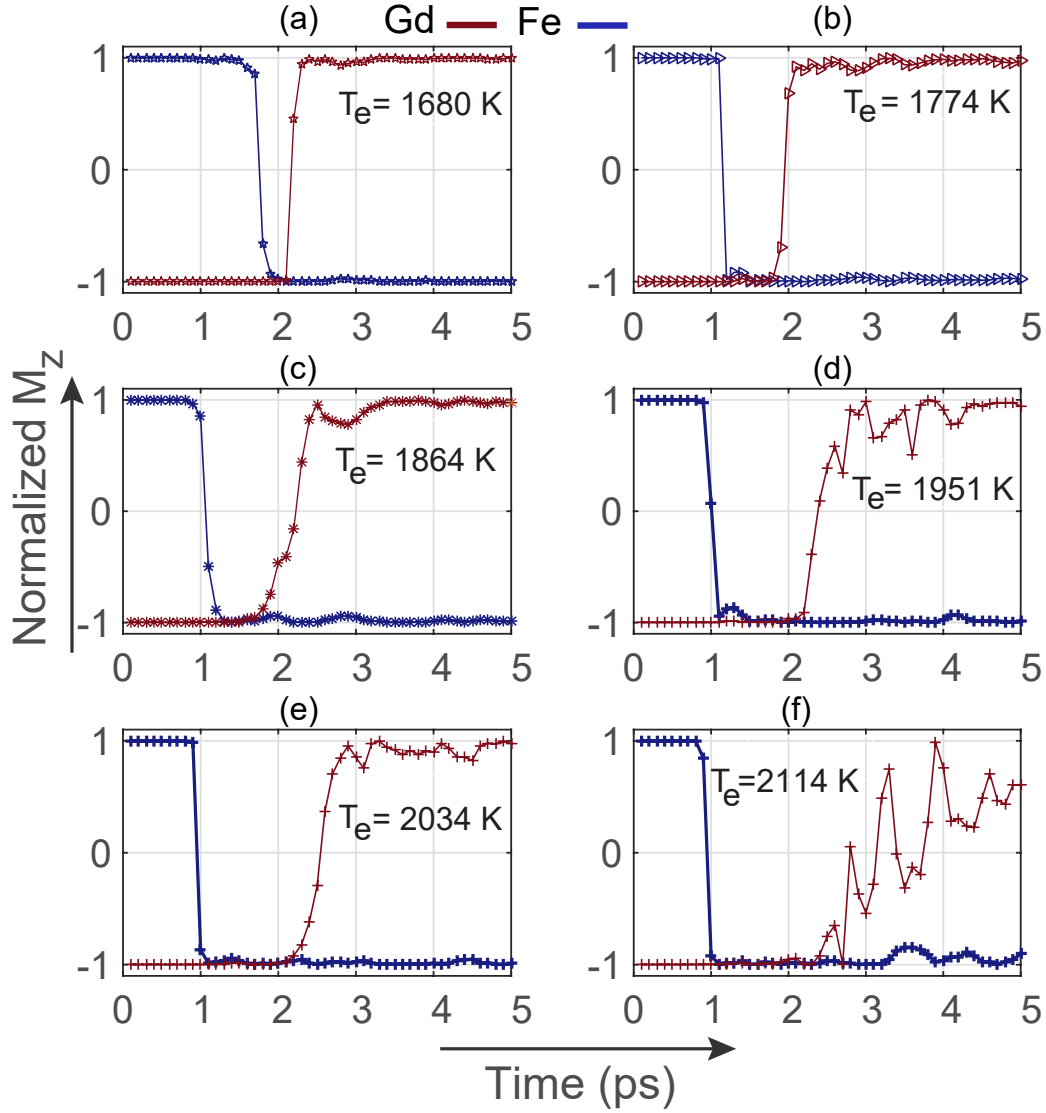 Gd Fe
(a) (b)
1 1
T_e= 1680 K T_e= 1774 K
0 0
-1 -1
0 1 2 3 4 5 0 1 2 3 4 5
(c) (d)
1 1
T_e= 1864 K T_e= 1951 K
0 0
-1 -1
0 1 2 3 4 5 0 1 2 3 4 5
(e) (f)
1 1
T_e= 2034 K T_e=2114 K
0 0
-1 -1
0 1 2 3 4 5 0 1 2 3 4 5
Normalized M_z
Time (ps)